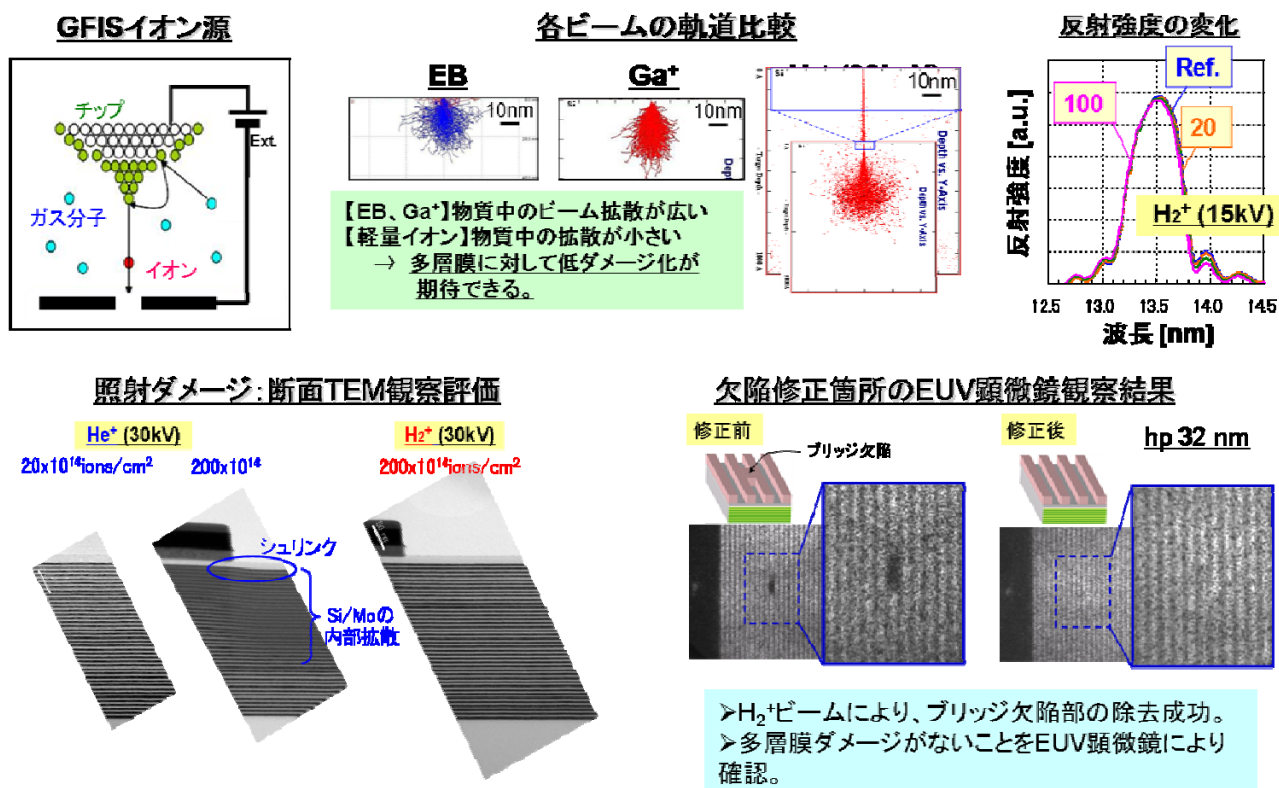 GFISイオン源
チップ
Ext.
ガス分子
イオン
各ビームの軌道比較
EB
10nm
Ga⁺
10nm
10nm
Depth vs. Y-Axis
Depth vs. Y-Axis
【EB、Ga⁺】物質中のビーム拡散が広い
【軽量イオン】物質中の拡散が小さい
→ 多層膜に対して低ダメージ化が
期待できる。
反射強度の変化
Ref.
100
20
H₂⁺ (15kV)
反射強度 [a.u.]
12.5 13.0 13.5 14.0 14.5
波長 [nm]
照射ダメージ：断面TEM観察評価
He⁺ (30kV)
20x10¹⁴ions/cm²
200x10¹⁴
H₂⁺ (30kV)
200x10¹⁴ions/cm²
シュリンク
Si/Moの
内部拡散
欠陥修正箇所のEUV顕微鏡観察結果
修正前
ブリッジ欠陥
修正後
hp 32 nm
➢H₂⁺ビームにより、ブリッジ欠陥部の除去成功。
➢多層膜ダメージがないことをEUV顕微鏡により
確認。